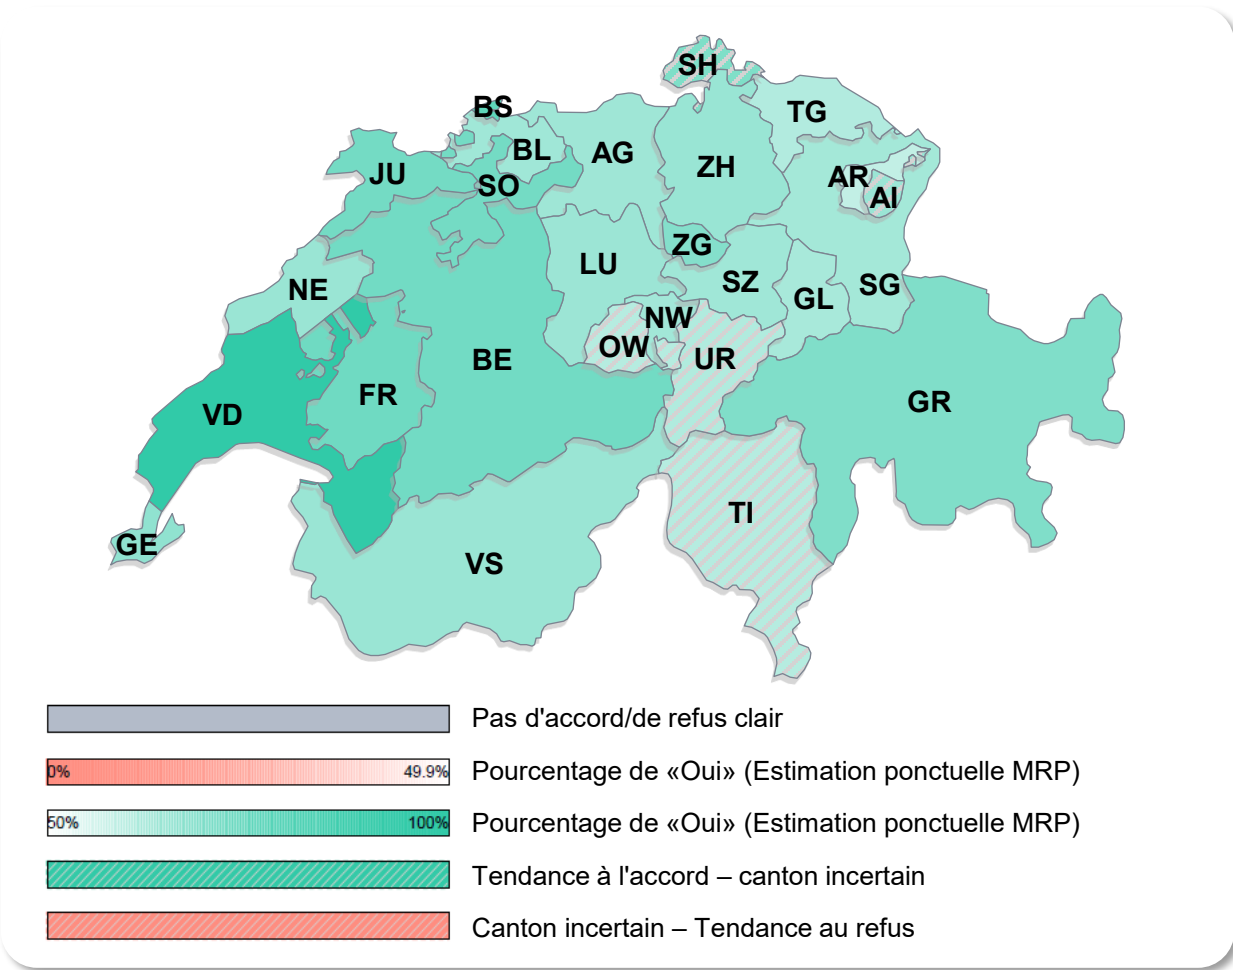 SH
BS
TG
BL
AG
ZH
JU
AR
SO
AI
ZG
LU
SZ
NE
GL
SG
NW
OW
UR
BE
FR
GR
VD
TI
GE
VS
Pas d'accord/de refus clair
0% 49.9% Pourcentage de «Oui» (Estimation ponctuelle MRP)
50% 100% Pourcentage de «Oui» (Estimation ponctuelle MRP)
Tendance à l'accord – canton incertain
Canton incertain – Tendance au refus